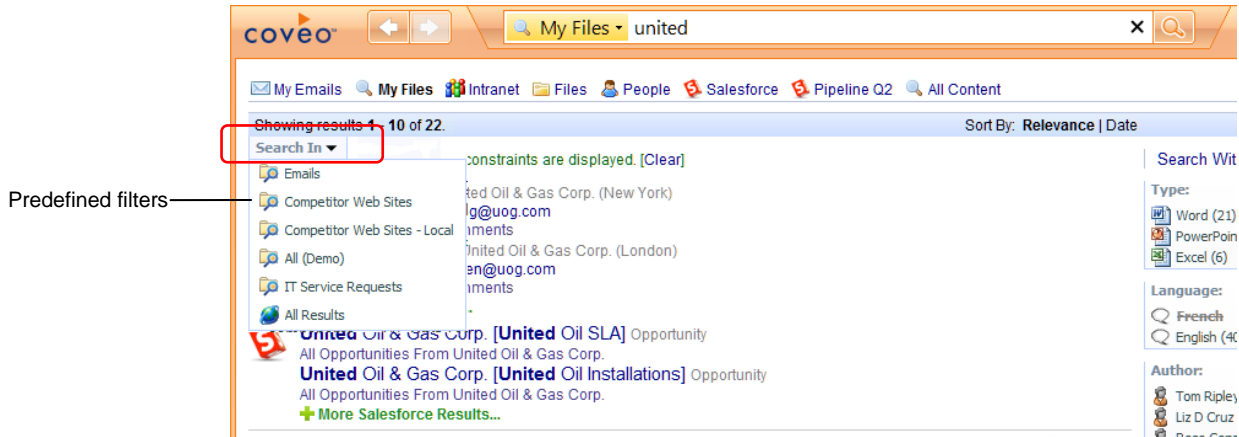 coveo™ My Files united
My Emails My Files Intranet Files People Salesforce Pipeline Q2 All Content
Showing results 1 - 10 of 22. Sort By: Relevance | Date
Search In
constraints are displayed. [Clear] Search Wit
Emails
Predefined filters
Competitor Web Sites
Competitor Web Sites - Local
All (Demo)
IT Service Requests
All Results
ted Oil & Gas Corp. (New York)
lg@uog.com
nments
United Oil & Gas Corp. (London)
en@uog.com
nments
United Oil & Gas Corp. [United Oil SLA] Opportunity
All Opportunities From United Oil & Gas Corp.
United Oil & Gas Corp. [United Oil Installations] Opportunity
All Opportunities From United Oil & Gas Corp.
More Salesforce Results...
Type:
Word (21)
PowerPoin
Excel (6)
Language:
French
English (40
Author:
Tom Ripley
Liz D Cruz